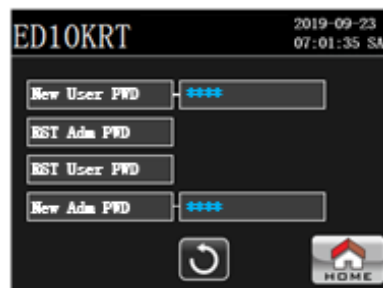 ED10KRT
2019-09-23
07:01:35 SA
New User PWD
****
RST Adm PWD
RST User PWD
New Adm PWD
****
HOME